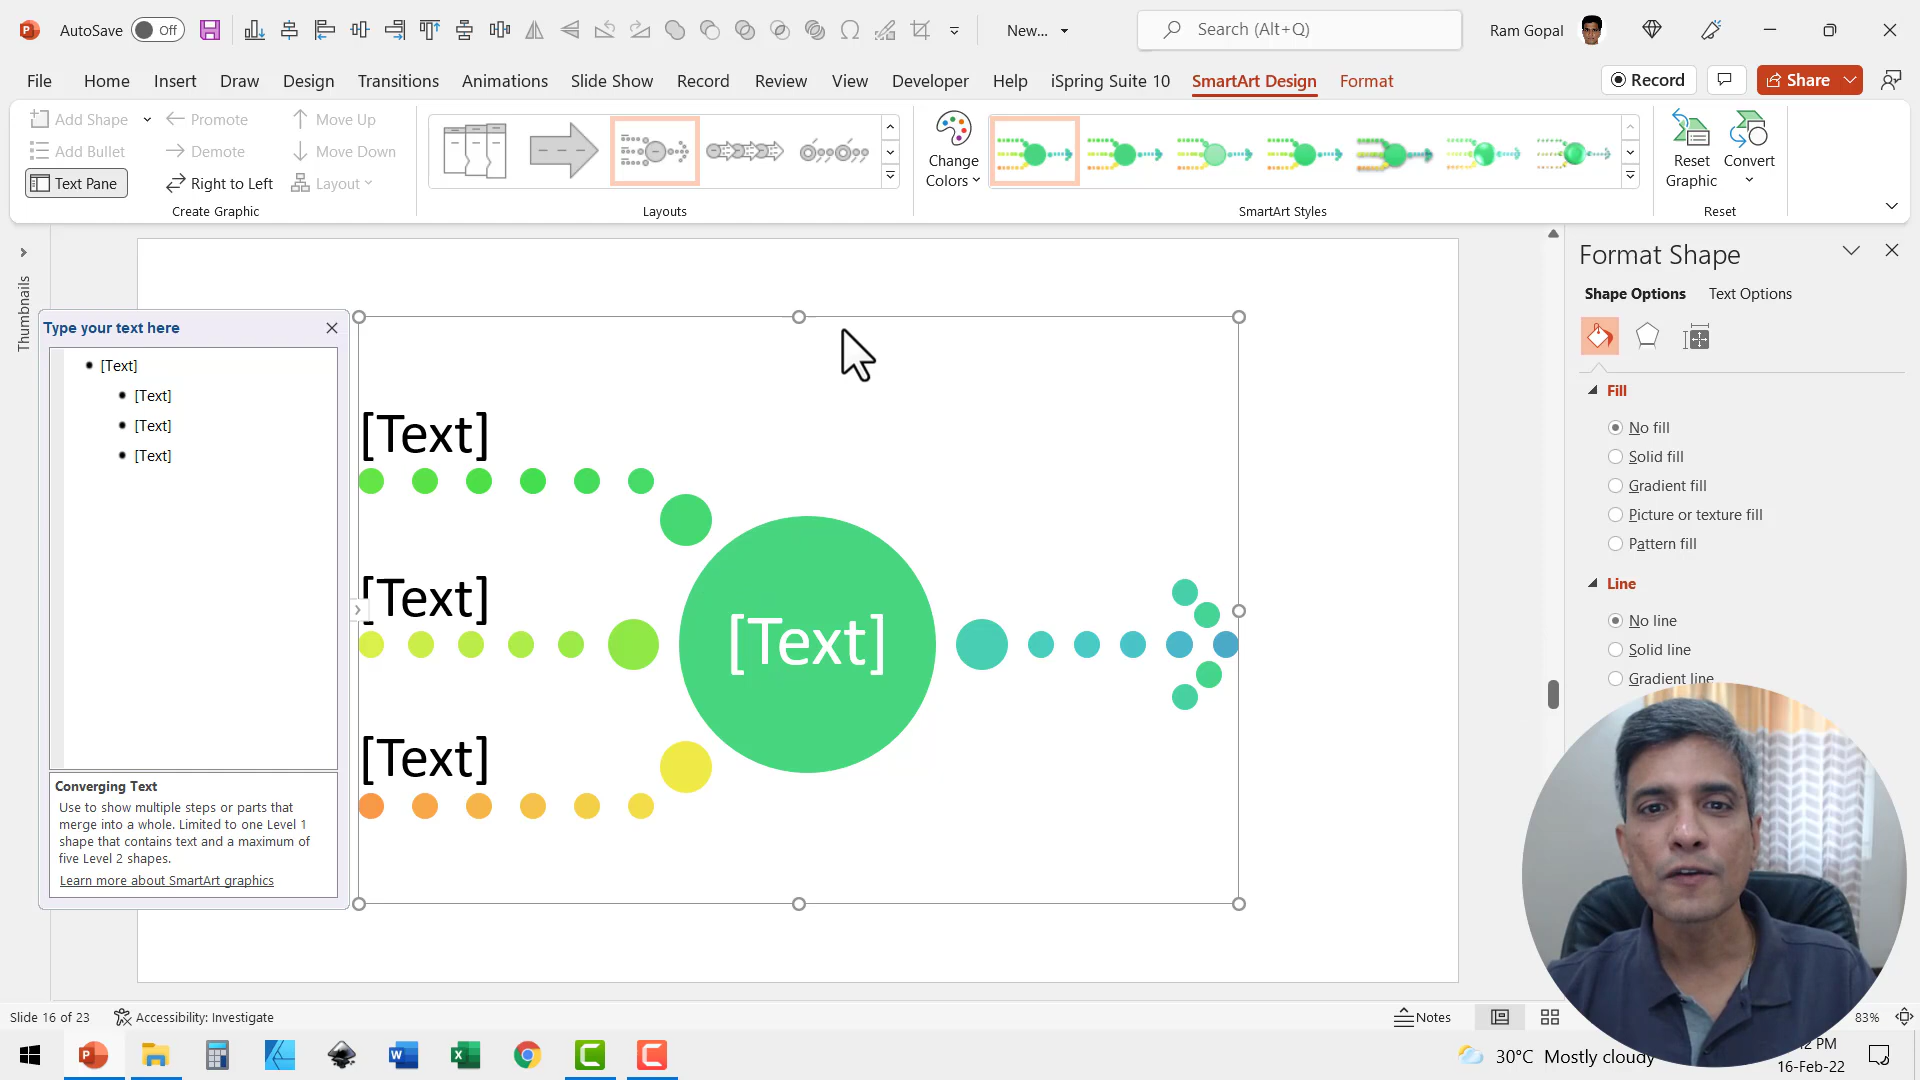 AutoSave Off
New...
Search (Alt+Q)
Ram Gopal
File Home Insert Draw Design Transitions Animations Slide Show Record Review View Developer Help iSpring Suite 10 SmartArt Design Format
Record
Share
Add Shape
Promote
Move Up
Add Bullet
Demote
Move Down
Text Pane
Right to Left
Layout
Create Graphic
Layouts
Change
Colors
SmartArt Styles
Reset
Graphic
Convert
Reset
Thumbnails
Type your text here
[Text]
[Text]
[Text]
[Text]
Converging Text
Use to show multiple steps or parts that
merge into a whole. Limited to one Level 1
shape that contains text and a maximum of
five Level 2 shapes.
Learn more about SmartArt graphics
[Text]
[Text]
[Text]
[Text]
Format Shape
Shape Options Text Options
Fill
No fill
Solid fill
Gradient fill
Picture or texture fill
Pattern fill
Line
No line
Solid line
Gradient line
Slide 16 of 23
Accessibility: Investigate
Notes
83%
30°C Mostly cloudy
PM
16-Feb-22